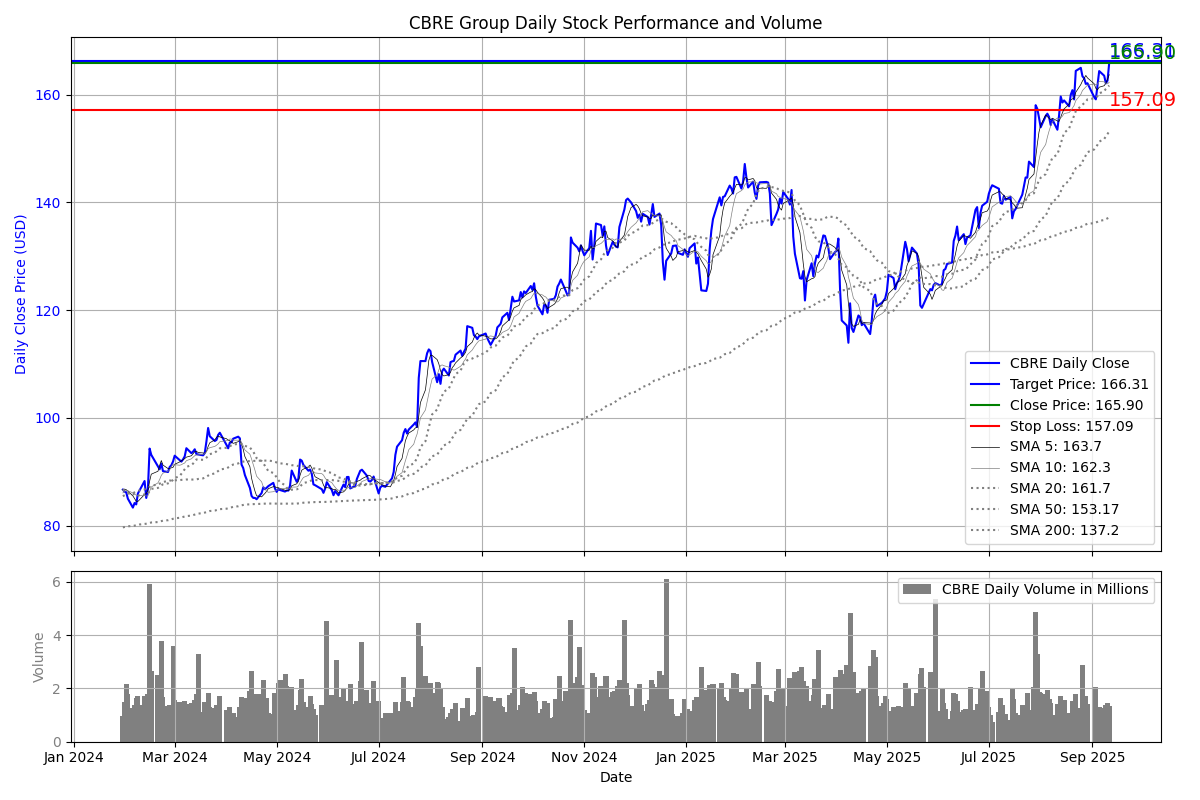 CBRE Group Daily Stock Performance and Volume
166.31
165.90
157.09
160
140
120
100
80
Daily Close Price (USD)
CBRE Daily Close
Target Price: 166.31
Close Price: 165.90
Stop Loss: 157.09
SMA 5: 163.7
SMA 10: 162.3
SMA 20: 161.7
SMA 50: 153.17
SMA 200: 137.2
CBRE Daily Volume in Millions
6
4
2
0
Volume
Jan 2024 Mar 2024 May 2024 Jul 2024 Sep 2024 Nov 2024 Jan 2025 Mar 2025 May 2025 Jul 2025 Sep 2025
Date